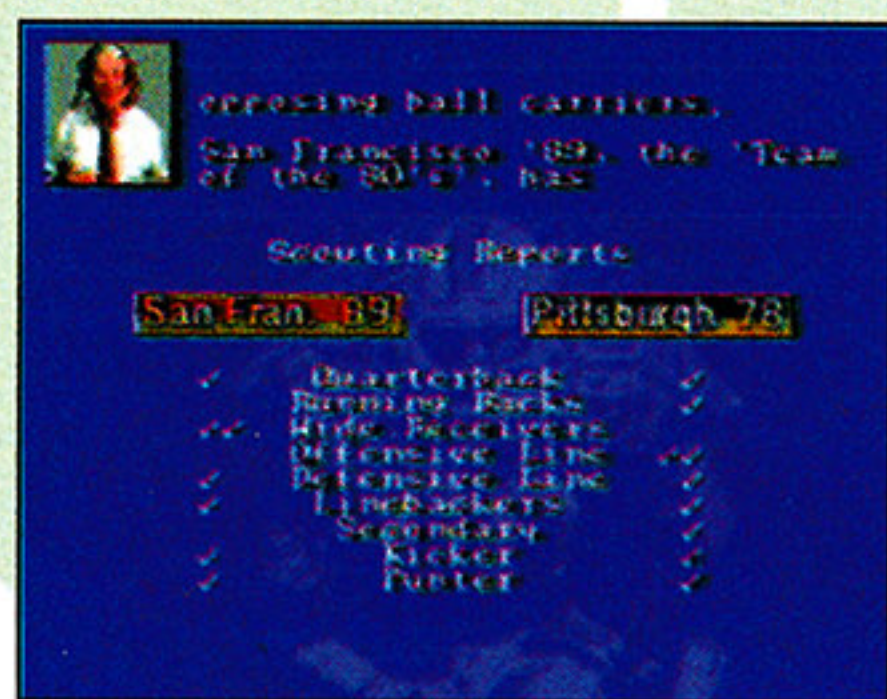 opposing ball carriers.
San Francisco '89, the 'Team
of the 80's', has
Scouting Reports
San Fran. 89
Pittsburgh 78
Quarterback
Running Backs
Wide Receivers
Offensive Line
Defensive Line
Linebackers
Secondary
Kicker
Punter